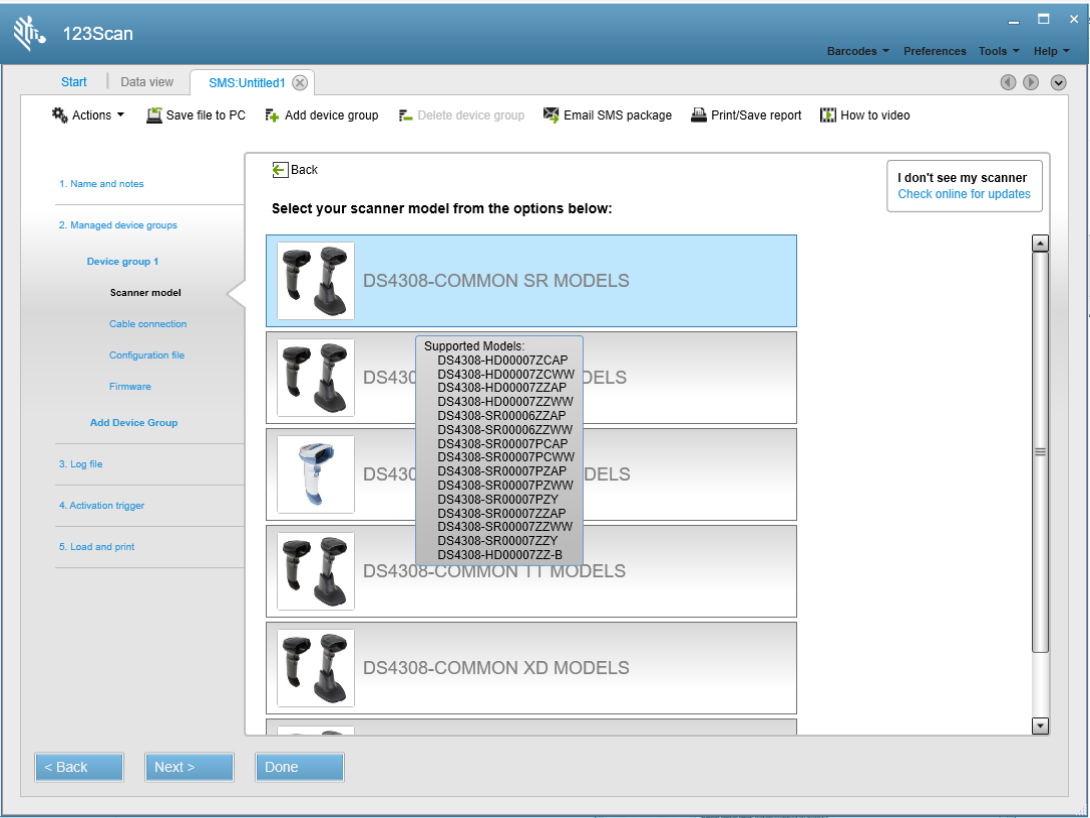 123Scan
Barcodes Preferences Tools Help
Start Data view SMS:Untitled1
Actions Save file to PC Add device group Delete device group Email SMS package Print/Save report How to video
1. Name and notes
2. Managed device groups
Device group 1
Scanner model
Cable connection
Configuration file
Firmware
Add Device Group
3. Log file
4. Activation trigger
5. Load and print
Back
I don't see my scanner
Check online for updates
Select your scanner model from the options below:
DS4308-COMMON SR MODELS
DS430 DELS
DS430 DELS
Supported Models:
DS4308-HD00007ZCAP
DS4308-HD00007ZCWW
DS4308-HD00007ZZAP
DS4308-HD00007ZZWW
DS4308-SR00006ZZAP
DS4308-SR00006ZZWW
DS4308-SR00007PCAP
DS4308-SR00007PCWW
DS4308-SR00007PZAP
DS4308-SR00007PZWW
DS4308-SR00007PZY
DS4308-SR00007ZZAP
DS4308-SR00007ZZWW
DS4308-SR00007ZZY
DS4308-HD00007ZZ-B
DS4308-COMMON TT MODELS
DS4308-COMMON XD MODELS
< Back Next > Done